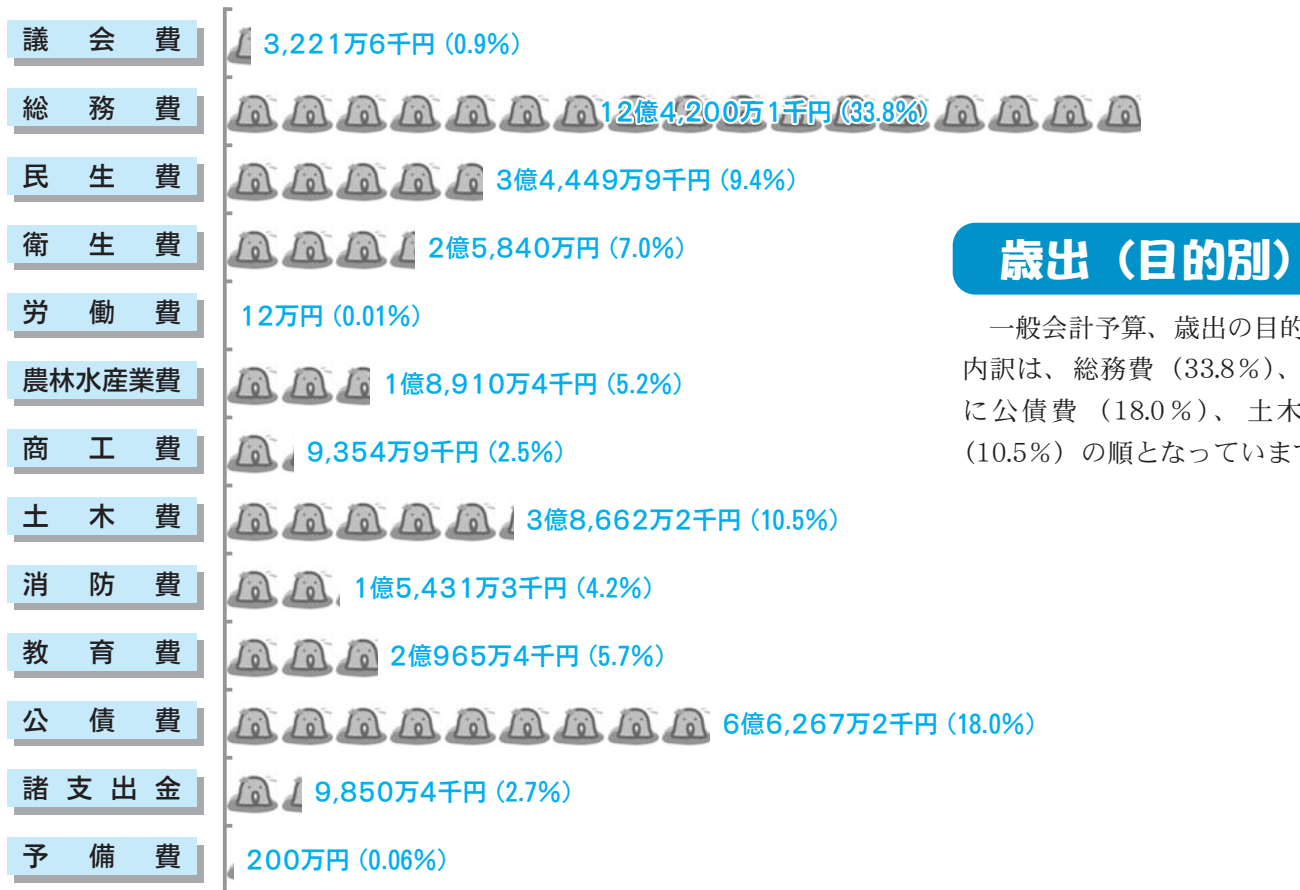 議会費 3,221万6千円(0.9%)
総務費 12億4,200万1千円(33.8%)
民生費 3億4,449万9千円(9.4%)
衛生費 2億5,840万円(7.0%)
労働費 12万円(0.01%)
農林水産業費 1億8,910万4千円(5.2%)
商工費 9,354万9千円(2.5%)
土木費 3億8,662万2千円(10.5%)
消防費 1億5,431万3千円(4.2%)
教育費 2億965万4千円(5.7%)
公債費 6億6,267万2千円(18.0%)
諸支出金 9,850万4千円(2.7%)
予備費 200万円(0.06%)
歳出(目的別)
一般会計予算、歳出の目的
内訳は、総務費(33.8%)、
に公債費(18.0%)、土木
(10.5%)の順となっていま